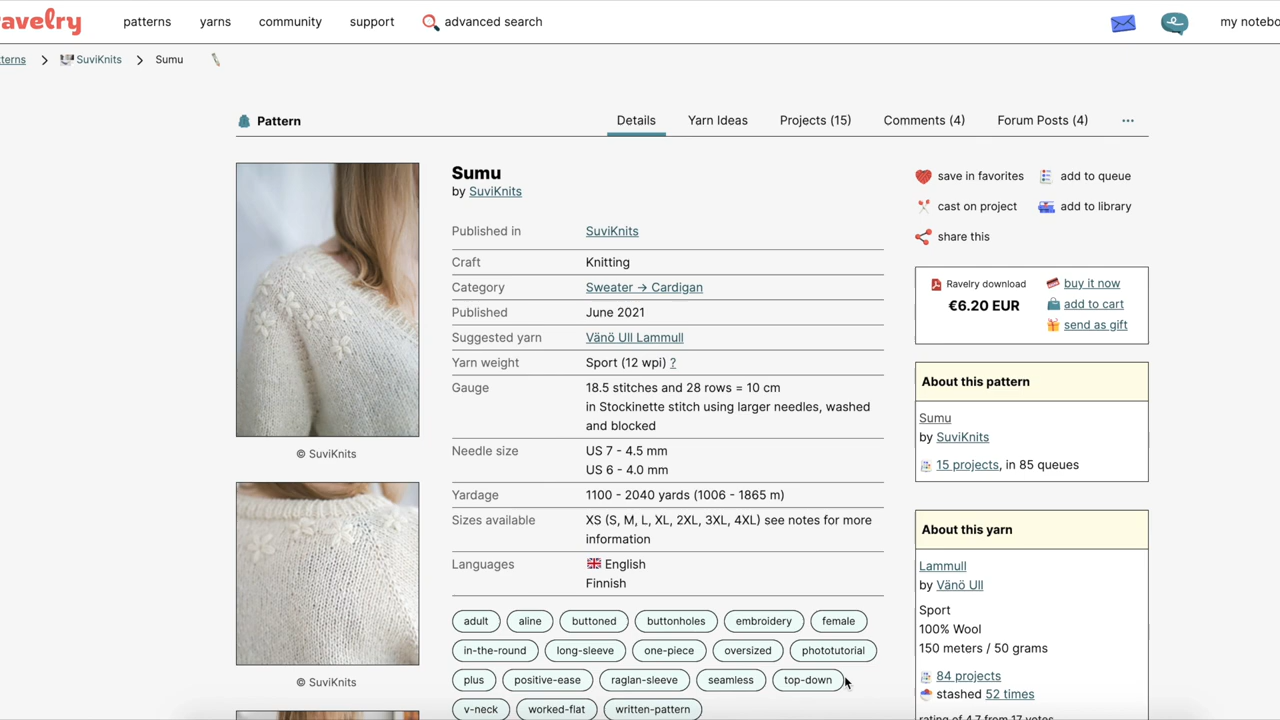 avelry patterns yarns community support advanced search my notebo
terns SuviKnits Sumu
Pattern Details Yarn Ideas Projects (15) Comments (4) Forum Posts (4) ...
Sumu
by SuviKnits
Published in SuviKnits
Craft Knitting
Category Sweater → Cardigan
Published June 2021
Suggested yarn Vänö Ull Lammull
Yarn weight Sport (12 wpi) ?
Gauge 18.5 stitches and 28 rows = 10 cm
in Stockinette stitch using larger needles, washed
and blocked
Needle size US 7 - 4.5 mm
US 6 - 4.0 mm
Yardage 1100 - 2040 yards (1006 - 1865 m)
Sizes available XS (S, M, L, XL, 2XL, 3XL, 4XL) see notes for more
information
Languages English
Finnish
adult aline buttoned buttonholes embroidery female
in-the-round long-sleeve one-piece oversized phototutorial
plus positive-ease raglan-sleeve seamless top-down
v-neck worked-flat written-pattern
© SuviKnits
© SuviKnits
save in favorites add to queue
cast on project add to library
share this
Ravelry download buy it now
€6.20 EUR add to cart
send as gift
About this pattern
Sumu
by SuviKnits
15 projects, in 85 queues
About this yarn
Lammull
by Vänö Ull
Sport
100% Wool
150 meters / 50 grams
84 projects
stashed 52 times
rating of 4.7 from 17 votes